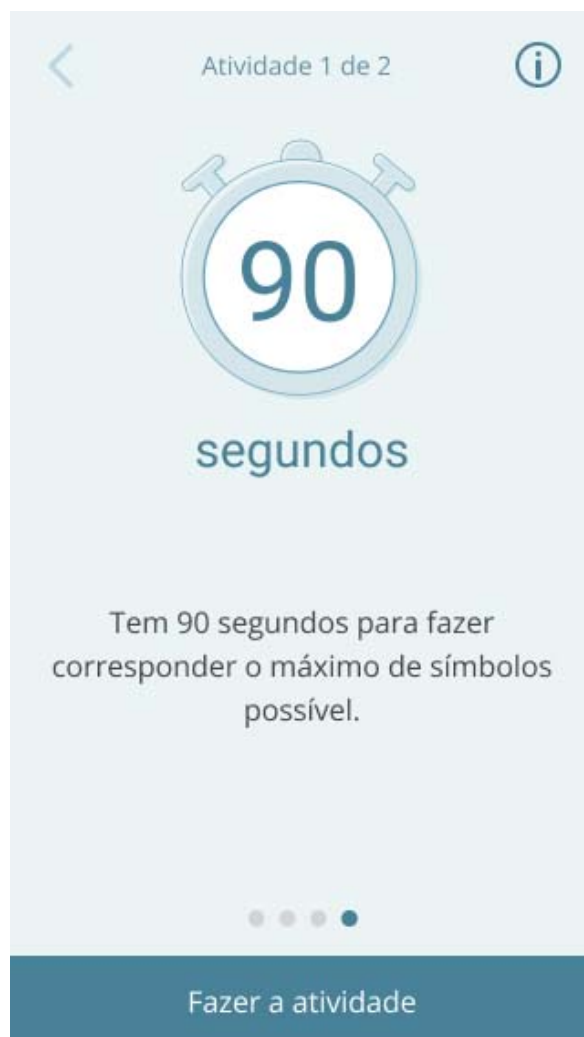 Atividade 1 de 2
90
segundos
Tem 90 segundos para fazer
corresponder o máximo de símbolos
possível.
Fazer a atividade